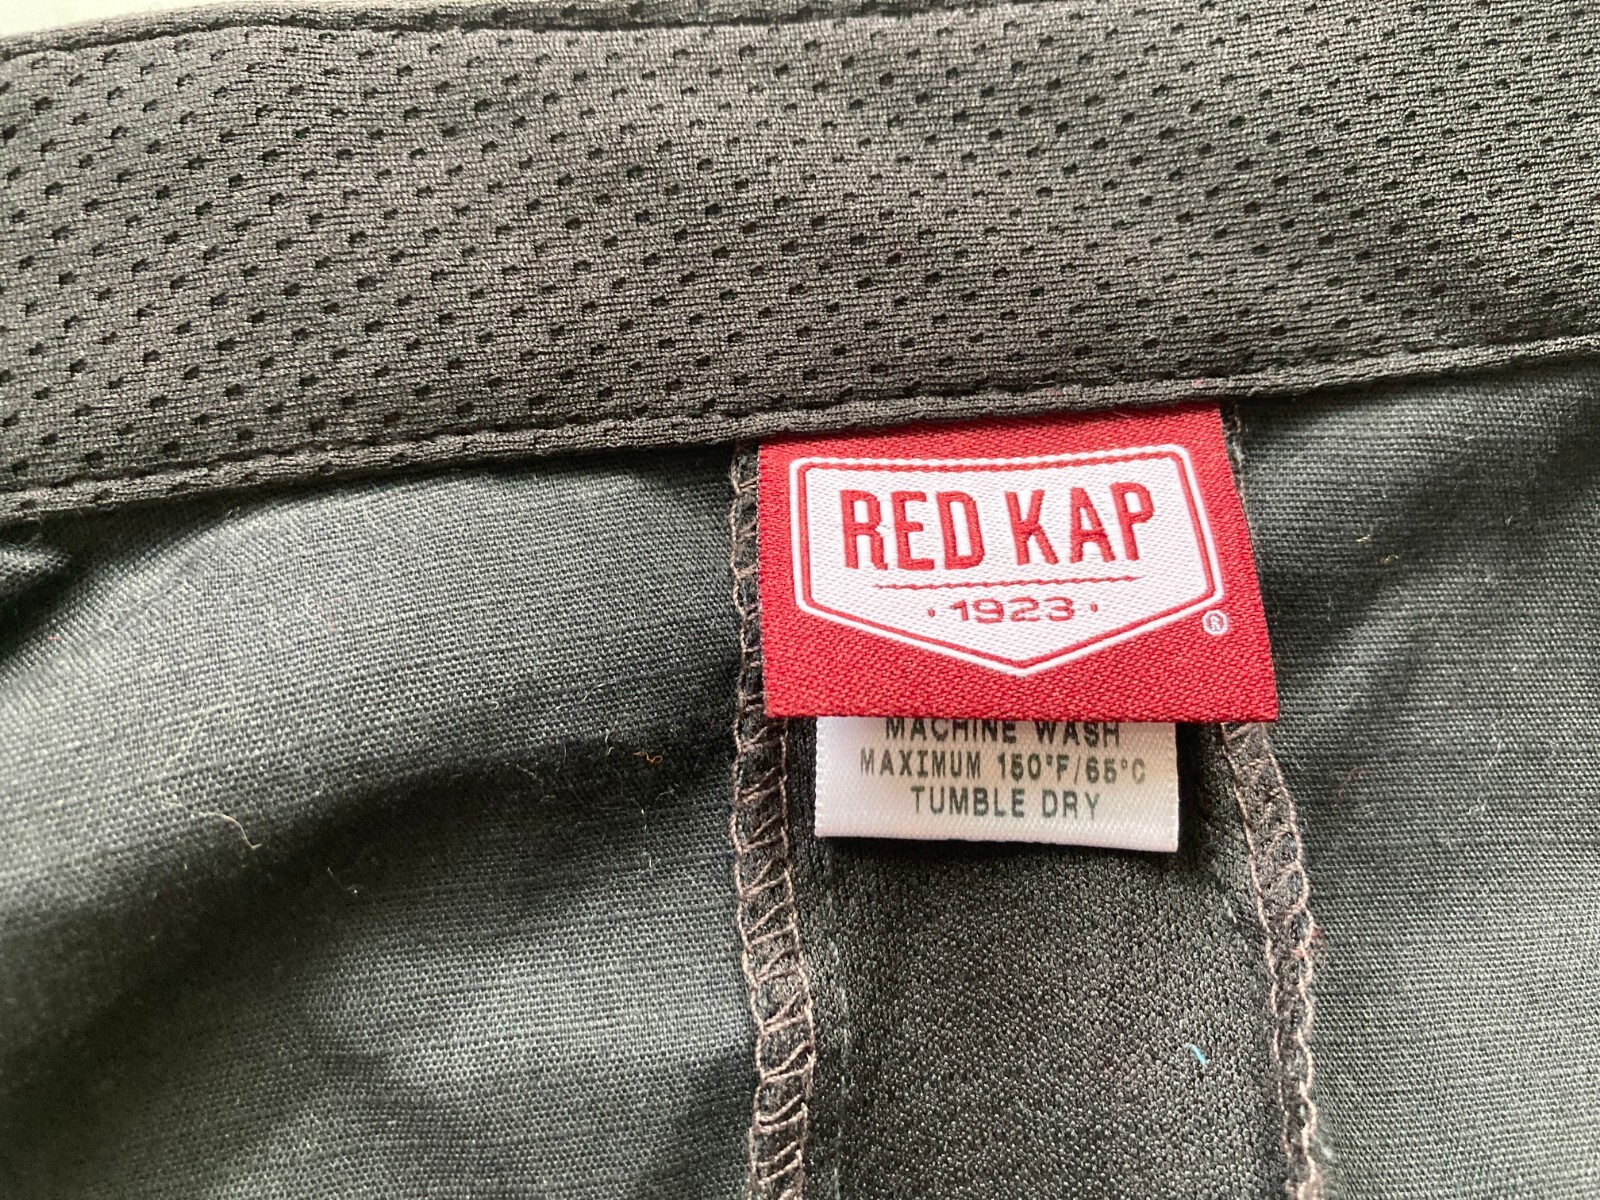 RED KAP
· 1923 ·
®
MACHINE WASH
MAXIMUM 150°F/65°C
TUMBLE DRY